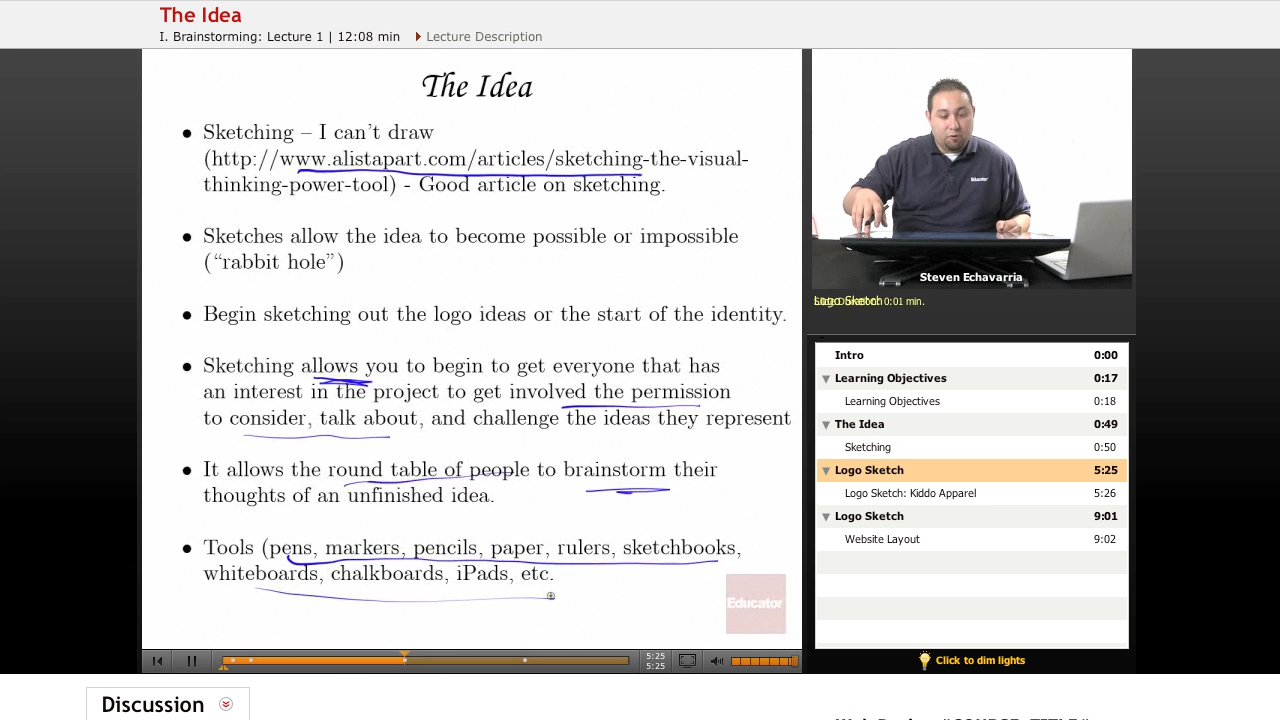 The Idea
I. Brainstorming: Lecture 1 | 12:08 min Lecture Description
The Idea
Sketching – I can't draw
(http://www.alistapart.com/articles/sketching-the-visual-
thinking-power-tool) - Good article on sketching.
Sketches allow the idea to become possible or impossible
(“rabbit hole”)
Begin sketching out the logo ideas or the start of the identity.
Sketching allows you to begin to get everyone that has
an interest in the project to get involved the permission
to consider, talk about, and challenge the ideas they represent
It allows the round table of people to brainstorm their
thoughts of an unfinished idea.
Tools (pens, markers, pencils, paper, rulers, sketchbooks,
whiteboards, chalkboards, iPads, etc.
Educator
5:25
5:25
Educator
Steven Echavarria
Logo Sketch 0:01 min.
Intro 0:00
Learning Objectives 0:17
Learning Objectives 0:18
The Idea 0:49
Sketching 0:50
Logo Sketch 5:25
Logo Sketch: Kiddo Apparel 5:26
Logo Sketch 9:01
Website Layout 9:02
Click to dim lights
Discussion